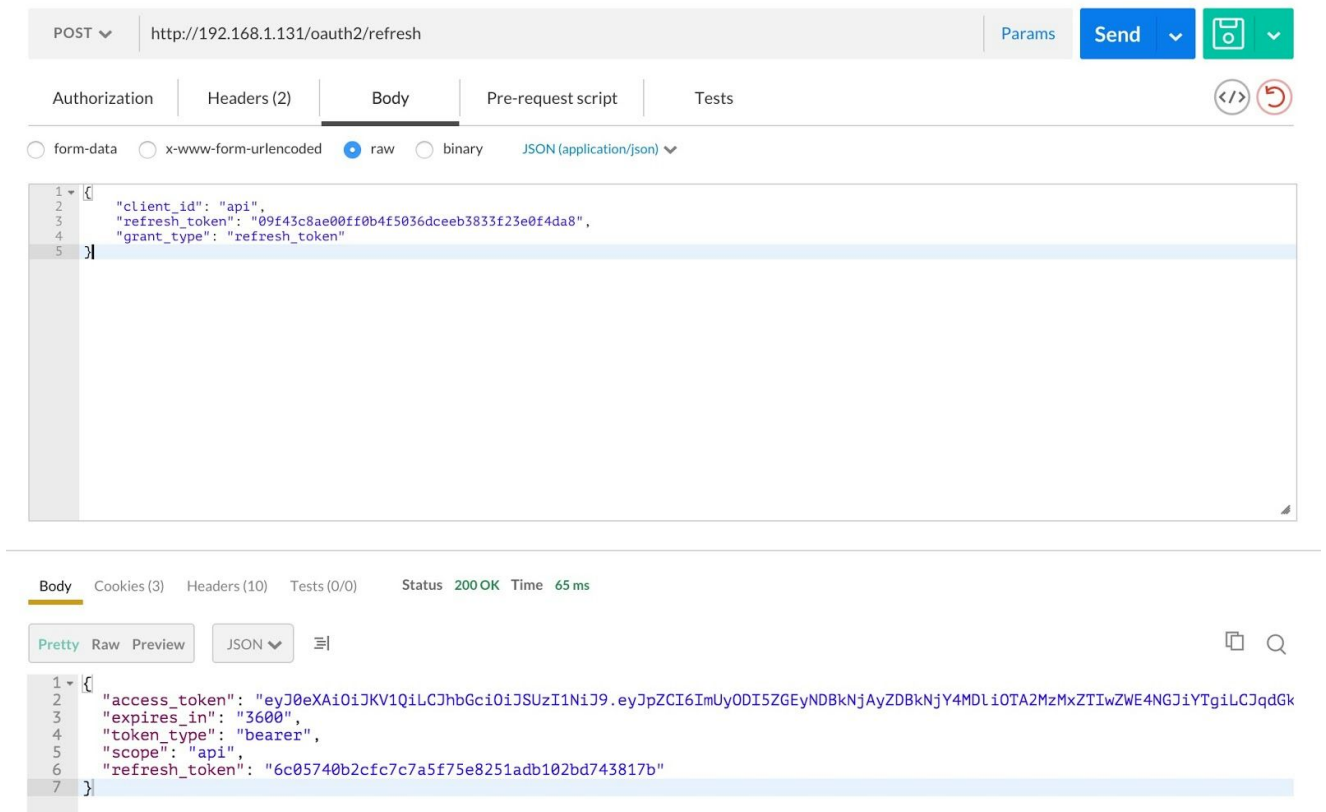 POST http://192.168.1.131/oauth2/refresh Params Send
Authorization Headers (2) Body Pre-request script Tests
form-data x-www-form-urlencoded raw binary JSON (application/json)
1 {
2 "client_id": "api",
3 "refresh_token": "09f43c8ae00ff0b4f5036dceeb3833f23e0f4da8",
4 "grant_type": "refresh_token"
5 }
Body Cookies (3) Headers (10) Tests (0/0) Status 200 OK Time 65 ms
Pretty Raw Preview JSON
1 {
2 "access_token": "eyJ0eXAiOiJKV1QiLCJhbGciOiJSUzI1NiJ9.eyJpZCI6ImUyODI5ZGEyNDBkNjAyZDBkNjY4MDliOTA2MzMxZTIwZWE4NGJiYTgiLCJqdGk
3 "expires_in": "3600",
4 "token_type": "bearer",
5 "scope": "api",
6 "refresh_token": "6c05740b2cfc7c7a5f75e8251adb102bd743817b"
7 }